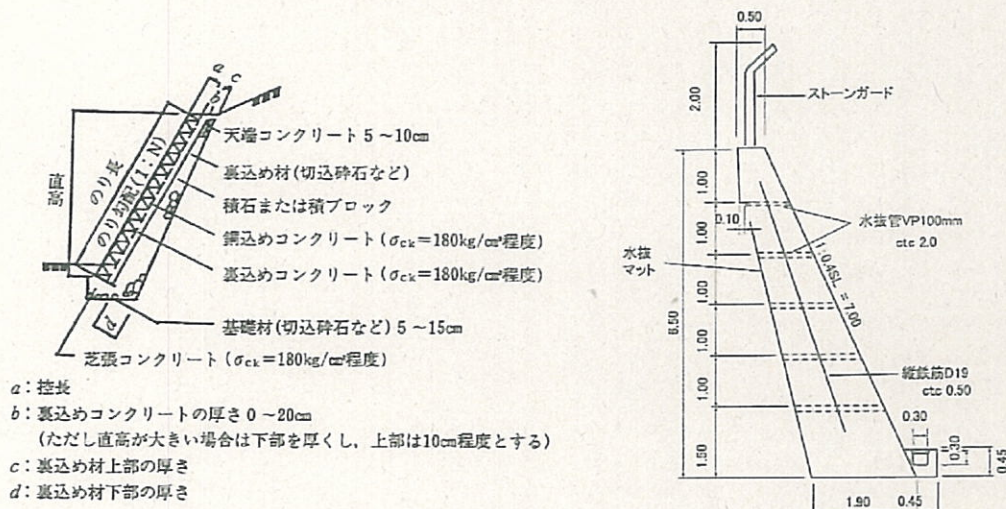 a
c
b
直高
のり長
のり勾配(1:N)
天端コンクリート 5〜10㎝
裏込め材(切込砕石など)
積石または積ブロック
胴込めコンクリート(σck=180kg/㎠程度)
裏込めコンクリート(σck=180kg/㎠程度)
d
基礎材(切込砕石など) 5〜15㎝
芝張コンクリート(σck=180kg/㎠程度)
a:控長
b:裏込めコンクリートの厚さ 0〜20㎝
(ただし直高が大きい場合は下部を厚くし,上部は10㎝程度とする)
c:裏込め材上部の厚さ
d:裏込め材下部の厚さ
0.50
2.00
ストーンガード
1.00
0.10
水抜管VP100mm
ctc 2.0
水抜
マット
1.00
1:0.4SL = 7.00
6.50
1.00
1.00
縦鉄筋D19
ctc 0.50
1.00
0.30
0.30
0.45
1.50
1.90
0.45